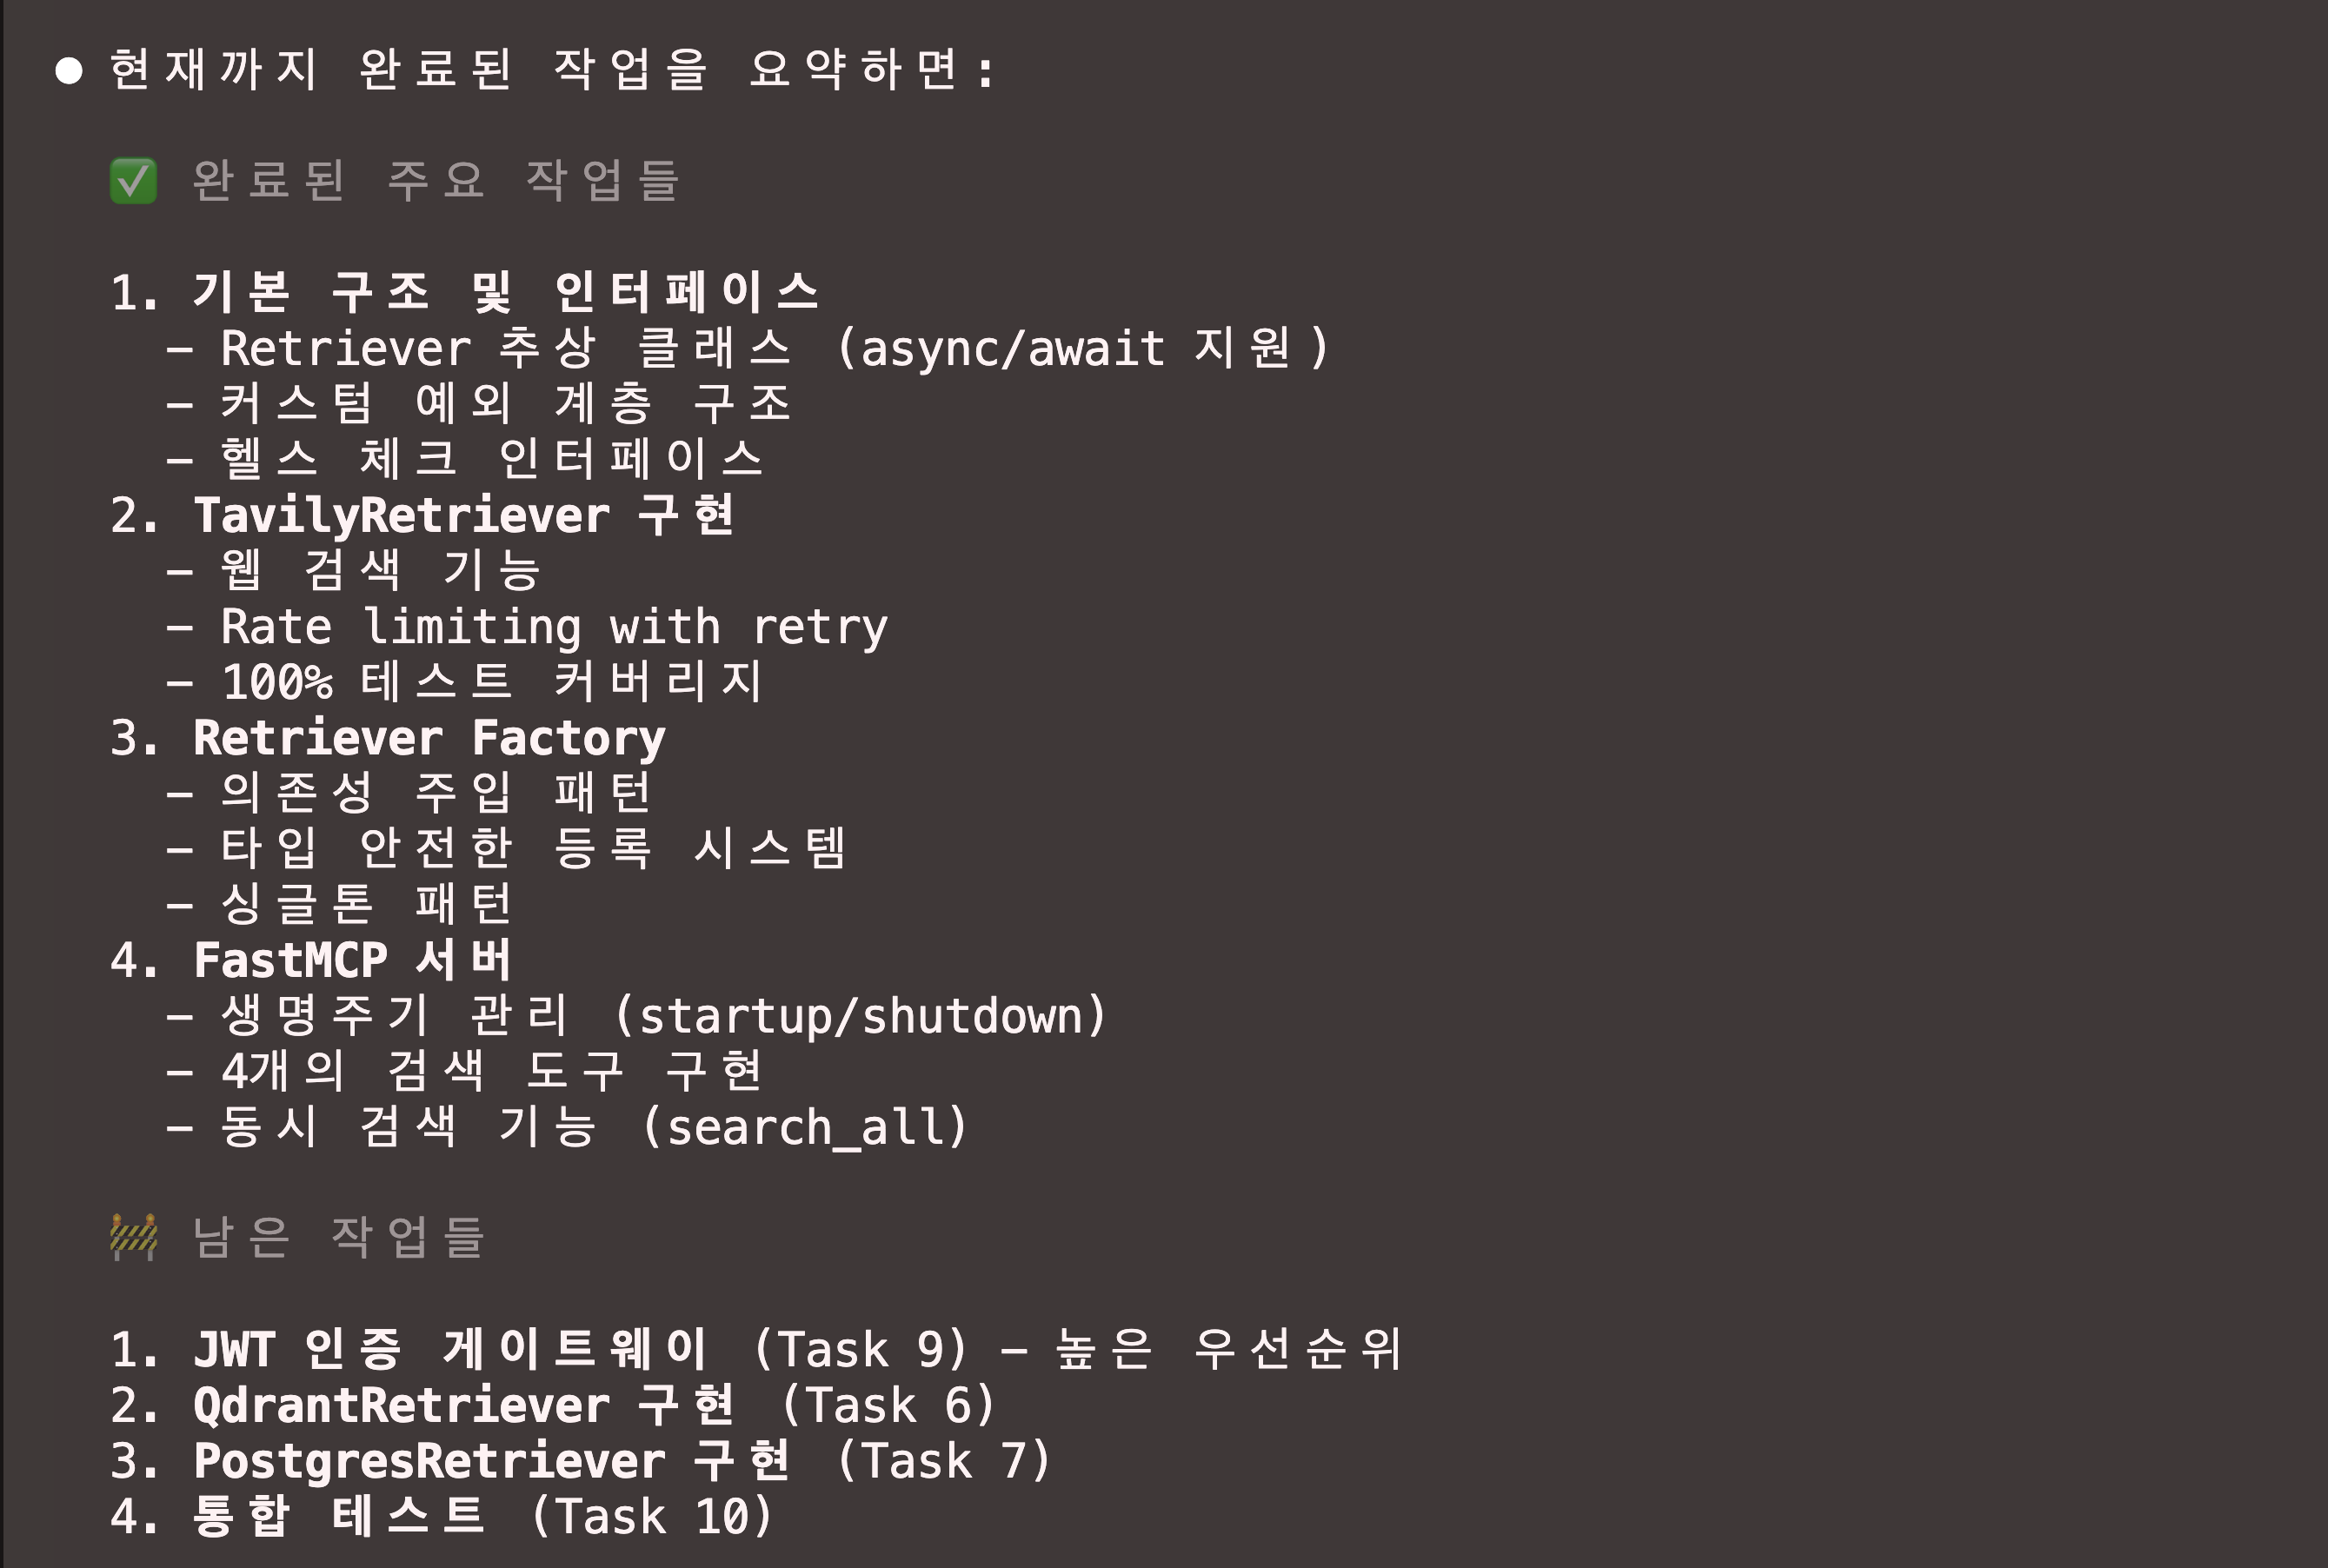 ● 현재까지 완료된 작업을 요약하면:
✅ 완료된 주요 작업들
1. 기본 구조 및 인터페이스
– Retriever 추상 클래스 (async/await 지원)
– 커스텀 예외 계층 구조
– 헬스 체크 인터페이스
2. TavilyRetriever 구현
– 웹 검색 기능
– Rate limiting with retry
– 100% 테스트 커버리지
3. Retriever Factory
– 의존성 주입 패턴
– 타입 안전한 등록 시스템
– 싱글톤 패턴
4. FastMCP 서버
– 생명주기 관리 (startup/shutdown)
– 4개의 검색 도구 구현
– 동시 검색 기능 (search_all)
🚧 남은 작업들
1. JWT 인증 게이트웨이 (Task 9) – 높은 우선순위
2. QdrantRetriever 구현 (Task 6)
3. PostgresRetriever 구현 (Task 7)
4. 통합 테스트 (Task 10)